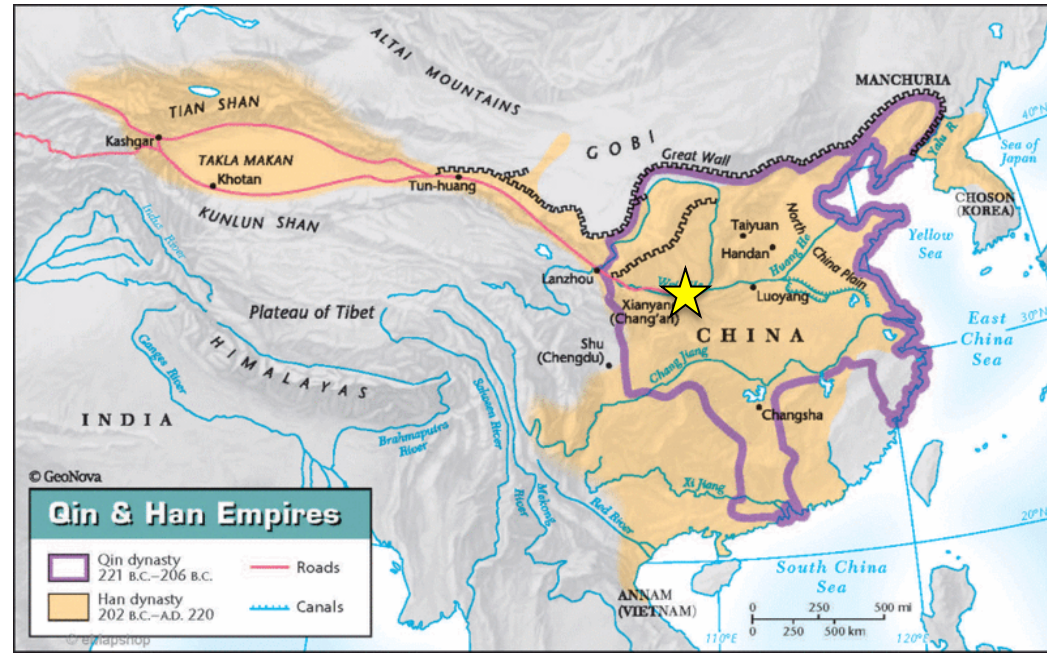 ALTAI MOUNTAINS
MANCHURIA
TIAN SHAN
GOBI
40°N
Kashgar
Great Wall
Yalu R
Sea of
Japan
TAKLA MAKAN
Khotan
Tun-huang
CHOSON
(KOREA)
KUNLUN SHAN
Taiyuan
North
China Plain
Handan
Huang He
Yellow
Sea
Lanzhou
Luoyang
Xianyan
(Chang'an)
Plateau of Tibet
CHINA
30°N
East
China
Sea
Shu
(Chengdu)
Chang Jiang
HIMALAYAS
Ganges River
Changsha
INDIA
Brahmaputra
River
Xi Jiang
Mekong
River
Red River
20°N
© GeoNova
Qin & Han Empires
Qin dynasty
221 B.C.–206 B.C.
Roads
Han dynasty
202 B.C.–A.D. 220
Canals
South China
Sea
ANNAM
(VIETNAM)
0 250 500 mi
0 250 500 km
110°E
120°E
© eMapshop